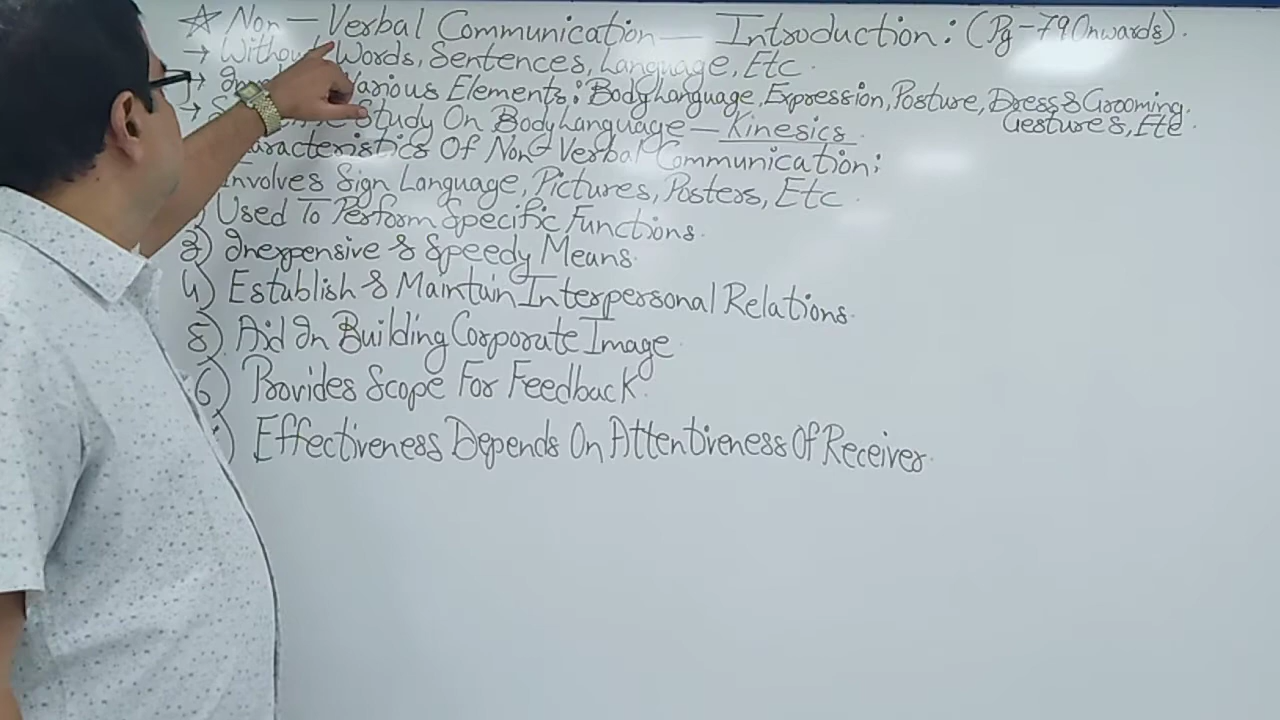 ☆ Non - Verbal Communication - Introduction: (Pg-79 Onwards).
→ Without Words, Sentences, Language, Etc.
→ Various Elements: Body Language, Expression, Posture, Dress & Grooming,
Gestures, Etc.
→ Study On Body Language - Kinesics.
Of Non Verbal Communication:
Involves Sign Language, Pictures, Posters, Etc.
) Used To Perform Specific Functions.
3) Inexpensive & Speedy Means.
4) Establish & Maintain Interpersonal Relations.
5) Aid In Building Corporate Image
6) Provides Scope For Feedback.
) Effectiveness Depends On Attentiveness Of Receiver.